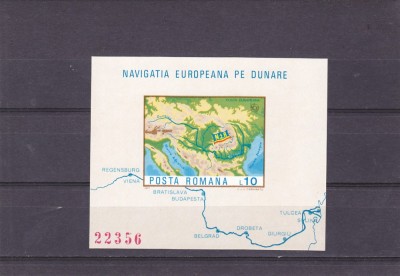 NAVIGATIA EUROPEANA PE DUNARE
POSTA ROMANA L10
REGENSBURG
VIENA
BRATISLAVA
BUDAPESTA
BELGRAD
ORSOVA
GIURGIU
TULCEA
22356